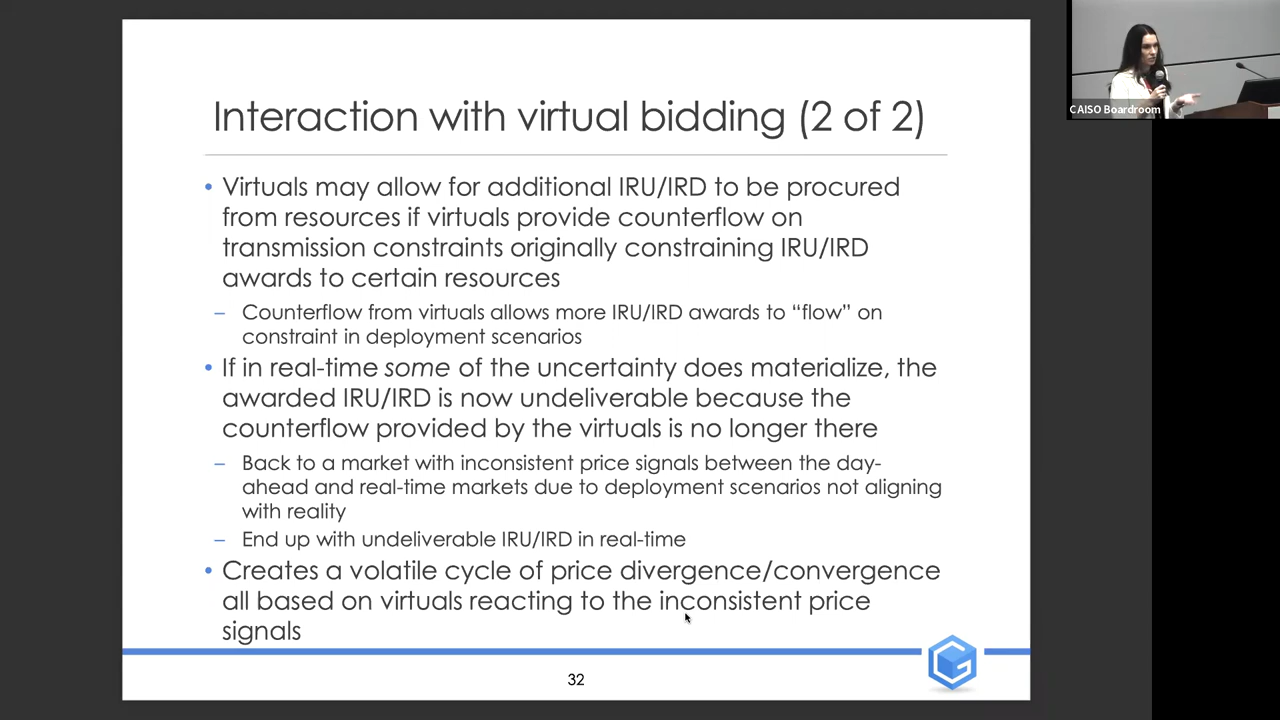 Interaction with virtual bidding (2 of 2)
• Virtuals may allow for additional IRU/IRD to be procured
from resources if virtuals provide counterflow on
transmission constraints originally constraining IRU/IRD
awards to certain resources
– Counterflow from virtuals allows more IRU/IRD awards to “flow” on
constraint in deployment scenarios
• If in real-time some of the uncertainty does materialize, the
awarded IRU/IRD is now undeliverable because the
counterflow provided by the virtuals is no longer there
– Back to a market with inconsistent price signals between the day-
ahead and real-time markets due to deployment scenarios not aligning
with reality
– End up with undeliverable IRU/IRD in real-time
• Creates a volatile cycle of price divergence/convergence
all based on virtuals reacting to the inconsistent price
signals
32
CAISO Boardroom